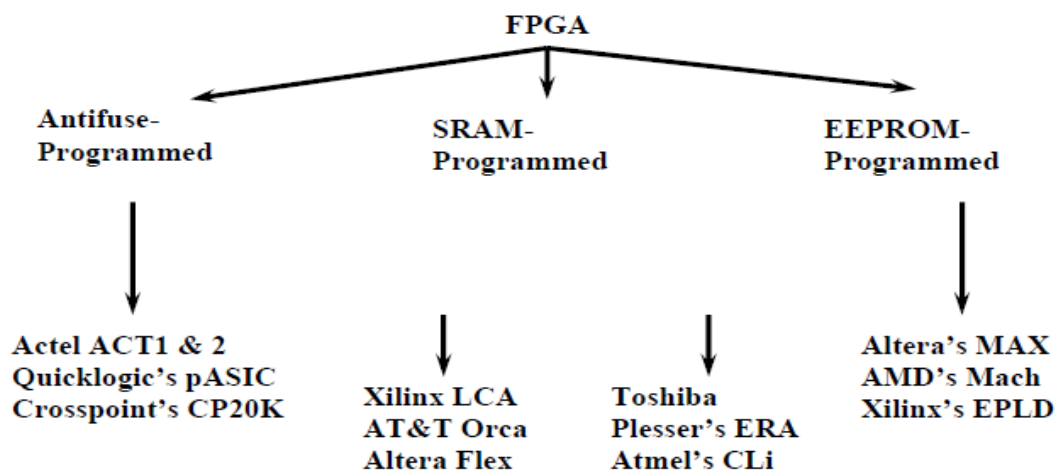 FPGA
Antifuse-
Programmed
SRAM-
Programmed
EEPROM-
Programmed
Actel ACT1 & 2
Quicklogic’s pASIC
Crosspoint’s CP20K
Xilinx LCA
AT&T Orca
Altera Flex
Toshiba
Plesser’s ERA
Atmel’s CLi
Altera’s MAX
AMD’s Mach
Xilinx’s EPLD